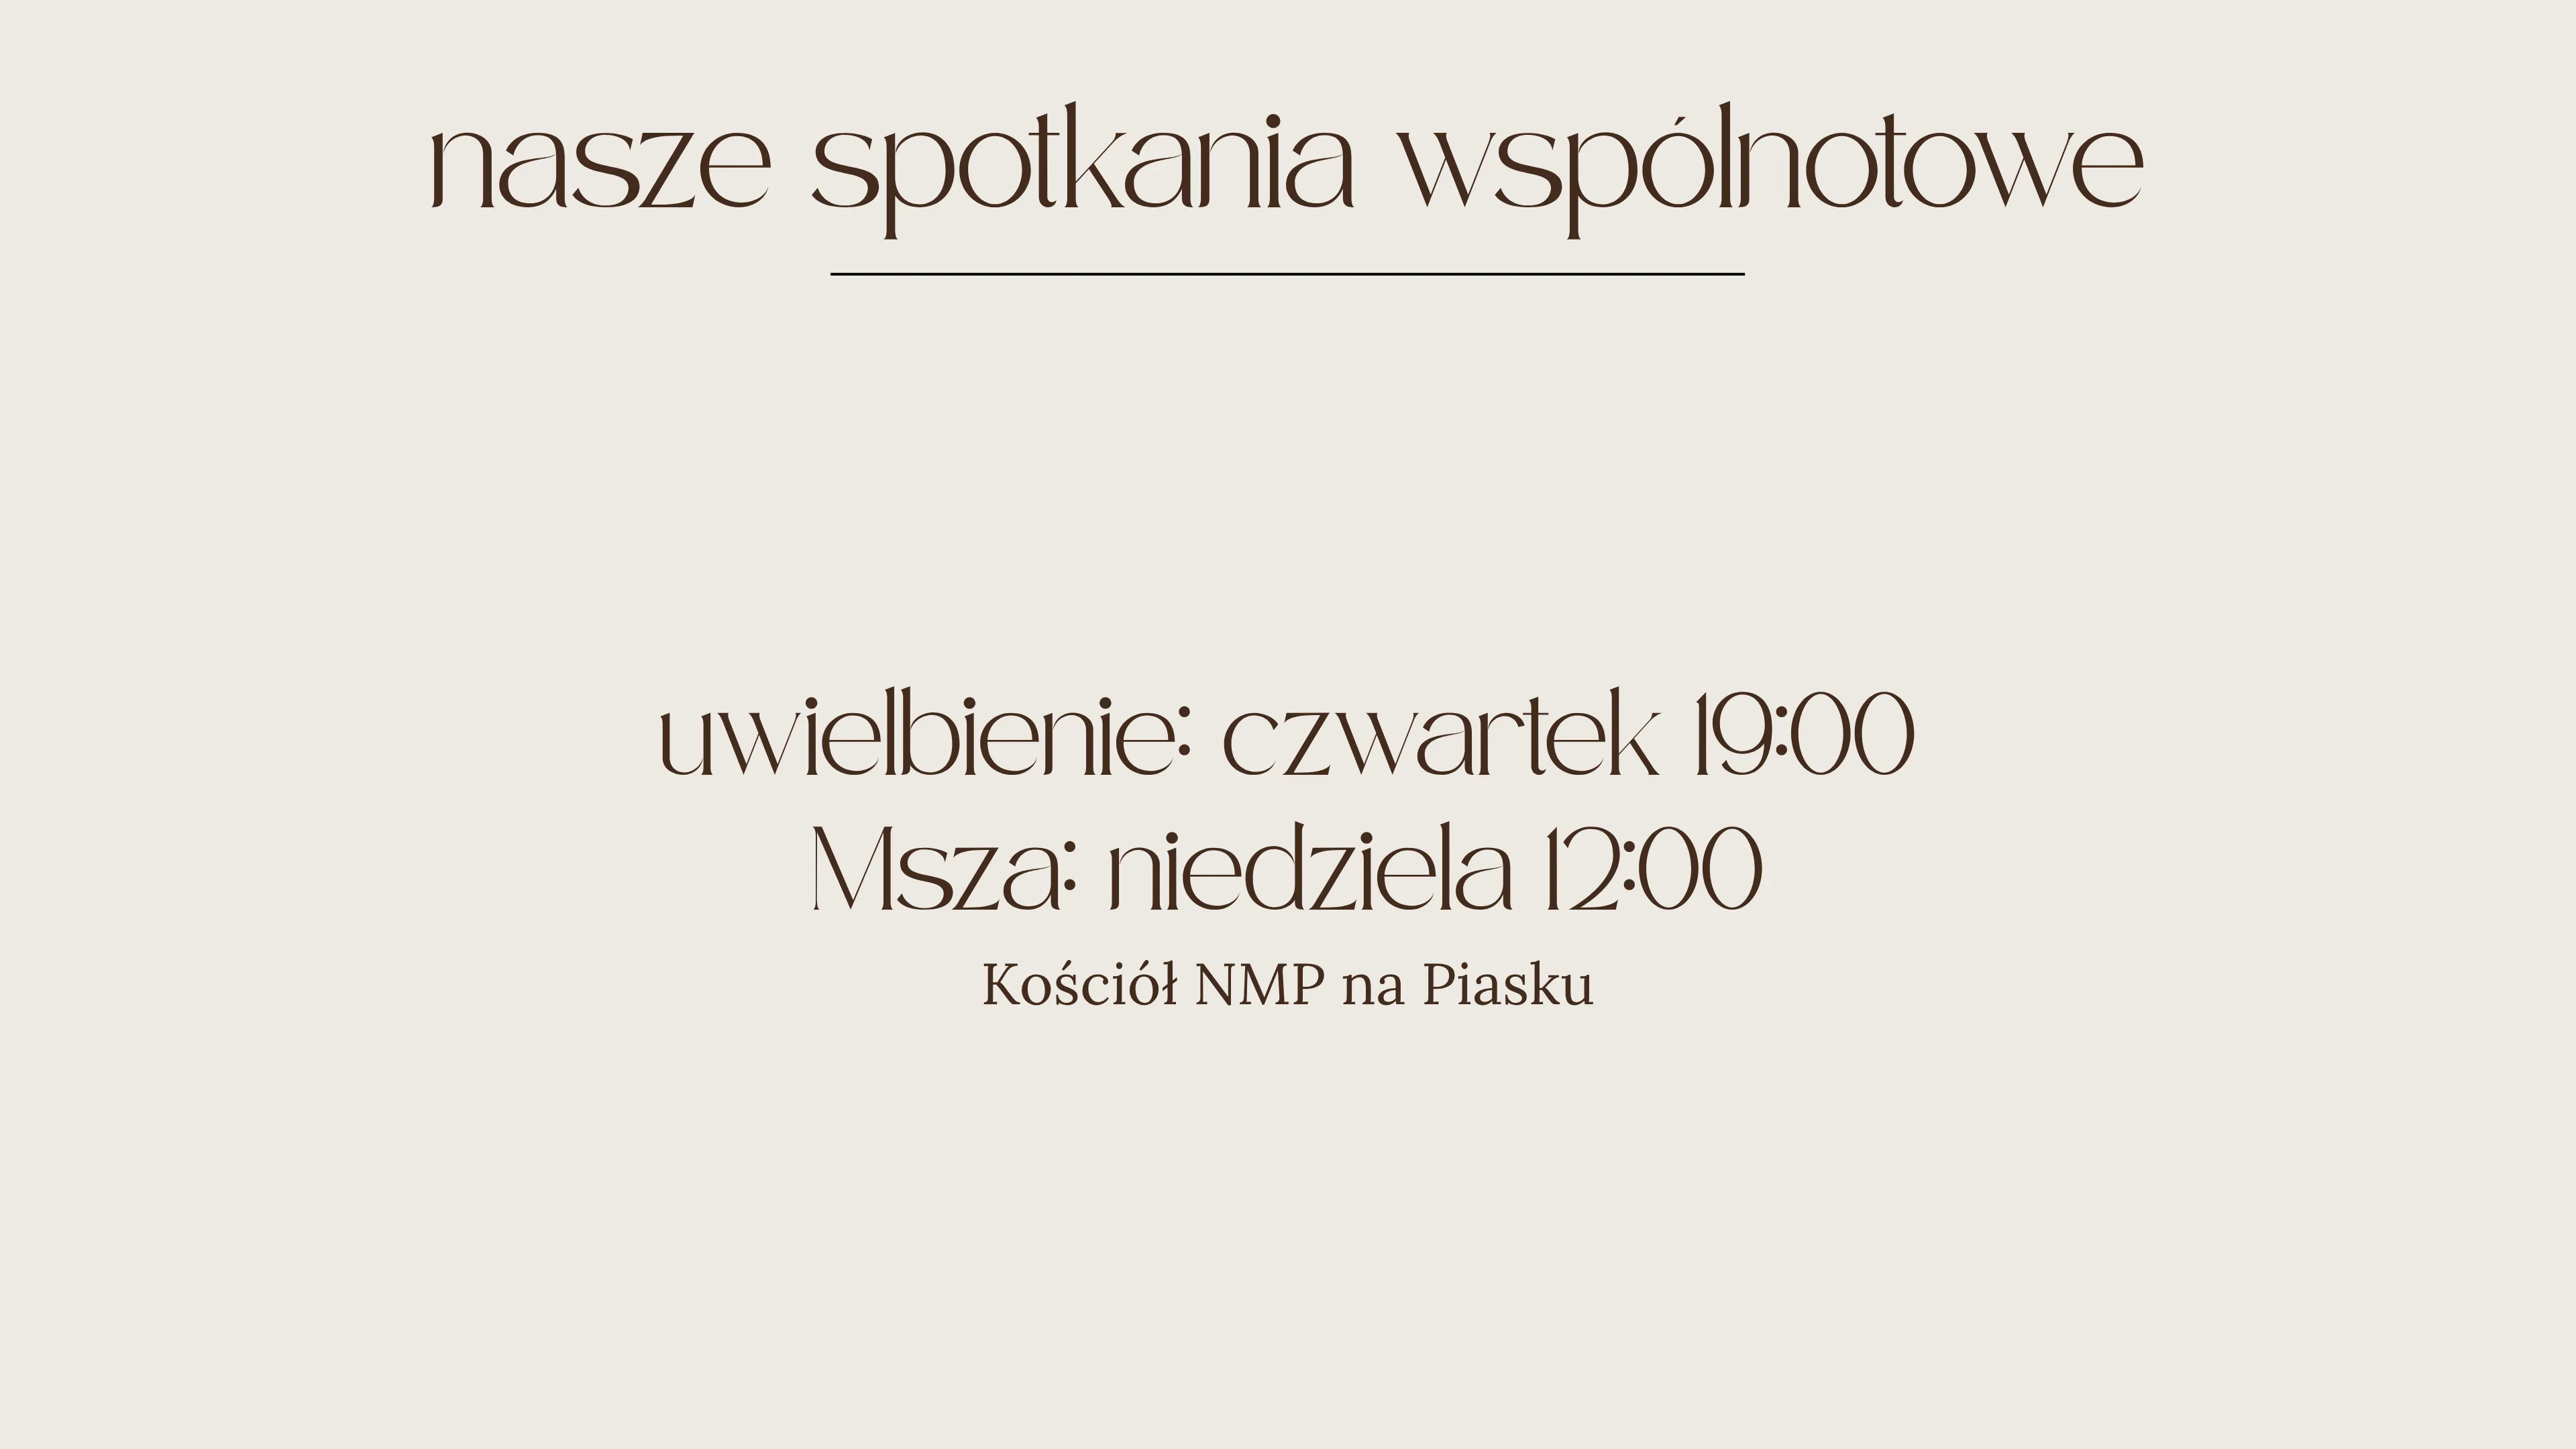 nasze spotkania wspólnotowe
uwielbienie: czwartek 19:00
Msza: niedziela 12:00
Kościół NMP na Piasku